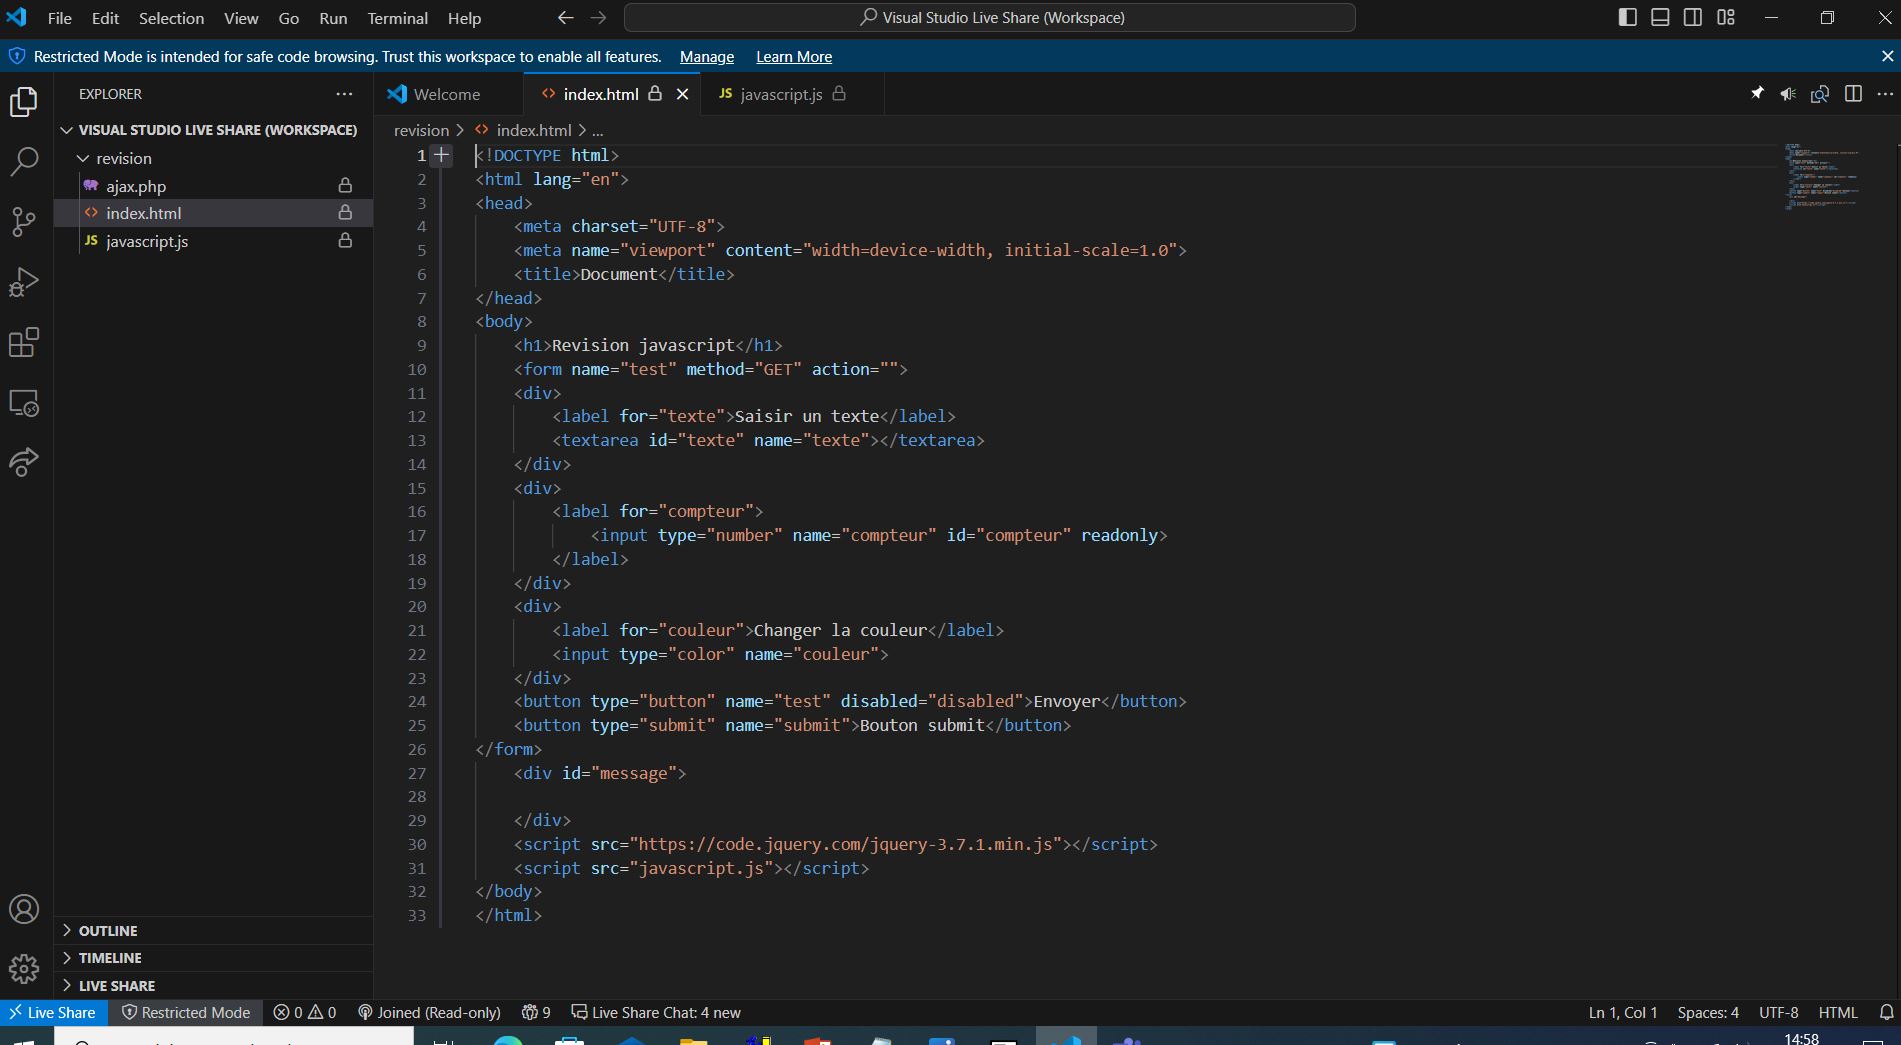 File Edit Selection View Go Run Terminal Help Visual Studio Live Share (Workspace)
Restricted Mode is intended for safe code browsing. Trust this workspace to enable all features. Manage Learn More
EXPLORER
VISUAL STUDIO LIVE SHARE (WORKSPACE)
revision
ajax.php
index.html
JS javascript.js
OUTLINE
TIMELINE
LIVE SHARE
Welcome
index.html
JS javascript.js
revision > index.html > ...
1 <!DOCTYPE html>
2 <html lang="en">
3 <head>
4 <meta charset="UTF-8">
5 <meta name="viewport" content="width=device-width, initial-scale=1.0">
6 <title>Document</title>
7 </head>
8 <body>
9 <h1>Revision javascript</h1>
10 <form name="test" method="GET" action="">
11 <div>
12 <label for="texte">Saisir un texte</label>
13 <textarea id="texte" name="texte"></textarea>
14 </div>
15 <div>
16 <label for="compteur">
17 <input type="number" name="compteur" id="compteur" readonly>
18 </label>
19 </div>
20 <div>
21 <label for="couleur">Changer la couleur</label>
22 <input type="color" name="couleur">
23 </div>
24 <button type="button" name="test" disabled="disabled">Envoyer</button>
25 <button type="submit" name="submit">Bouton submit</button>
26 </form>
27 <div id="message">
28
29 </div>
30 <script src="https://code.jquery.com/jquery-3.7.1.min.js"></script>
31 <script src="javascript.js"></script>
32 </body>
33 </html>
Live Share Restricted Mode 0 0 Joined (Read-only) 9 Live Share Chat: 4 new Ln 1, Col 1 Spaces: 4 UTF-8 HTML
14:58